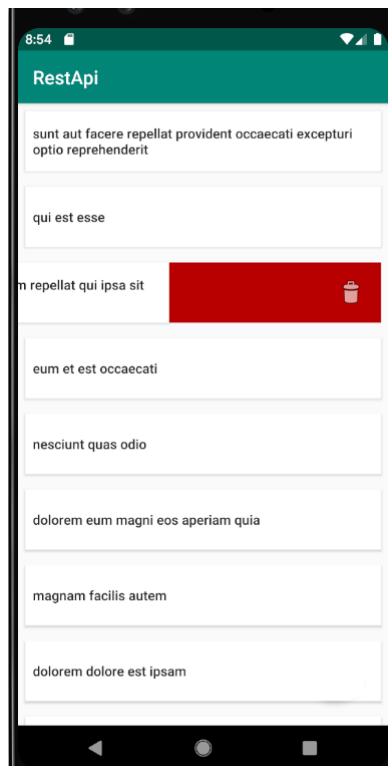 8:54
RestApi
sunt aut facere repellat provident occaecati excepturi
optio reprehenderit
qui est esse
repellat qui ipsa sit
eum et est occaecati
nesciunt quas odio
dolorem eum magni eos aperiam quia
magnam facilis autem
dolorem dolore est ipsam